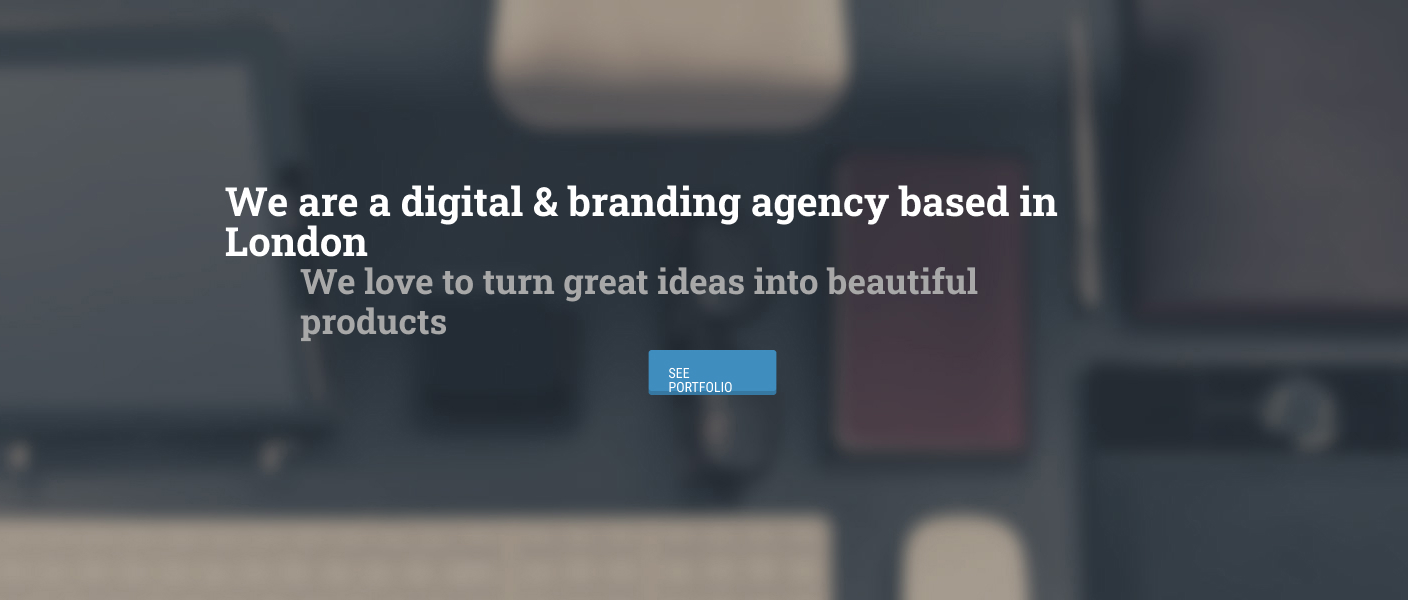 We are a digital & branding agency based in
London
We love to turn great ideas into beautiful
products
SEE
PORTFOLIO